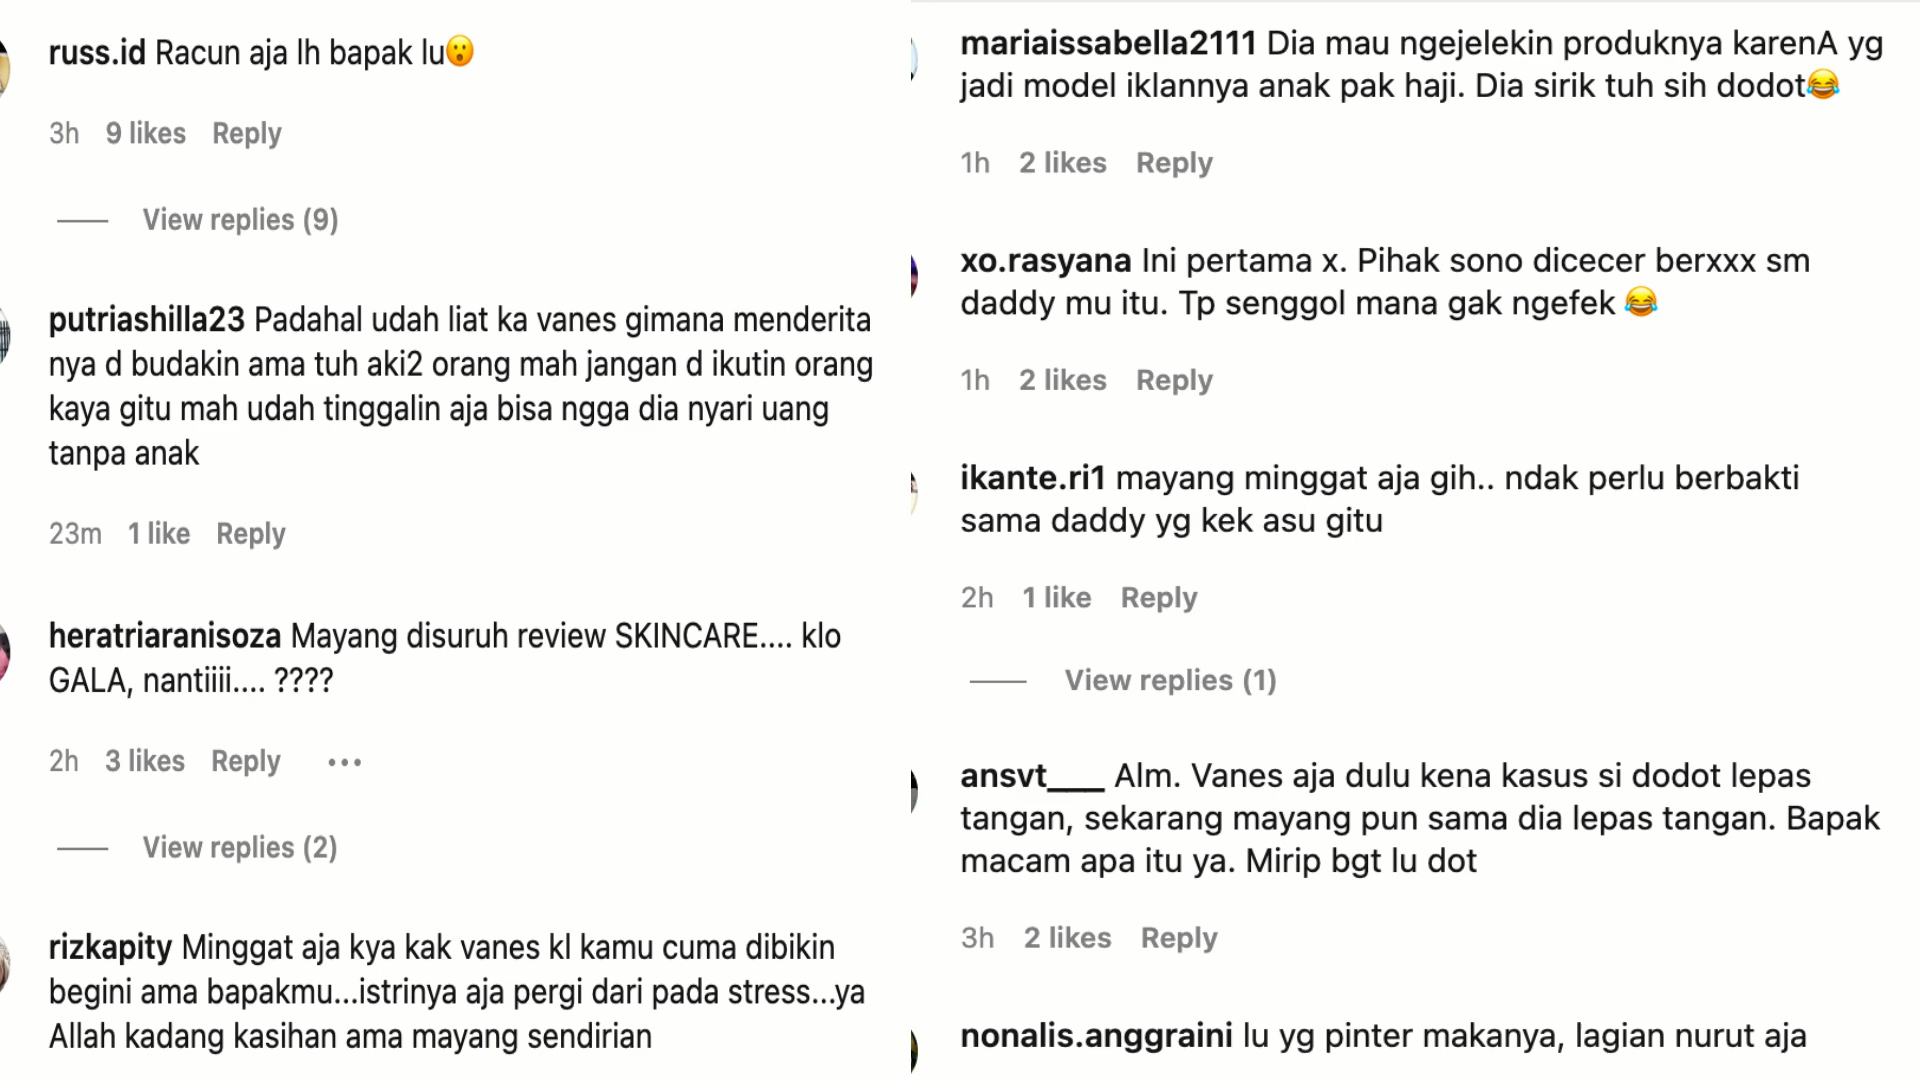 russ.id Racun aja lh bapak lu😮
3h 9 likes Reply
View replies (9)
putriashilla23 Padahal udah liat ka vanes gimana menderita
nya d budakin ama tuh aki2 orang mah jangan d ikutin orang
kaya gitu mah udah tinggalin aja bisa ngga dia nyari uang
tanpa anak
23m 1 like Reply
heratriaranisoza Mayang disuruh review SKINCARE.... klo
GALA, nantiiii.... ????
2h 3 likes Reply •••
View replies (2)
rizkapity Minggat aja kya kak vanes kl kamu cuma dibikin
begini ama bapakmu...istrinya aja pergi dari pada stress...ya
Allah kadang kasihan ama mayang sendirian
mariaissabella2111 Dia mau ngejelekin produknya karenA yg
jadi model iklannya anak pak haji. Dia sirik tuh sih dodot😂
1h 2 likes Reply
xo.rasyana Ini pertama x. Pihak sono dicecer berxxx sm
daddy mu itu. Tp senggol mana gak ngefek 😂
1h 2 likes Reply
ikante.ri1 mayang minggat aja gih.. ndak perlu berbakti
sama daddy yg kek asu gitu
2h 1 like Reply
View replies (1)
ansvt___ Alm. Vanes aja dulu kena kasus si dodot lepas
tangan, sekarang mayang pun sama dia lepas tangan. Bapak
macam apa itu ya. Mirip bgt lu dot
3h 2 likes Reply
nonalis.anggraini lu yg pinter makanya, lagian nurut aja